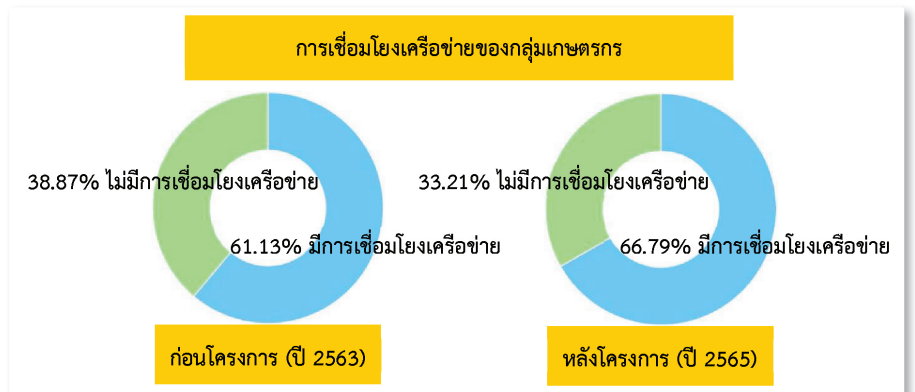 การเชื่อมโยงเครือข่ายของกลุ่มเกษตรกร
38.87% ไม่มีการเชื่อมโยงเครือข่าย
61.13% มีการเชื่อมโยงเครือข่าย
ก่อนโครงการ (ปี 2563)
33.21% ไม่มีการเชื่อมโยงเครือข่าย
66.79% มีการเชื่อมโยงเครือข่าย
หลังโครงการ (ปี 2565)